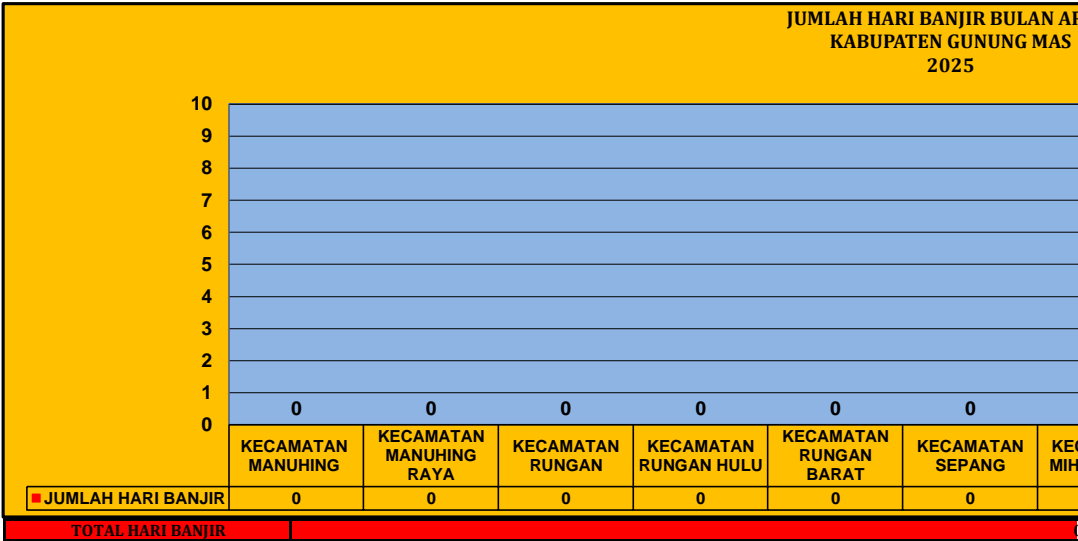 JUMLAH HARI BANJIR BULAN
KABUPATEN GUNUNG MAS
2025
10
9
8
7
6
5
4
3
2
1
0
0 0 0 0 0 0
KECAMATAN MANUHING
KECAMATAN MANUHING RAYA
KECAMATAN RUNGAN
KECAMATAN RUNGAN HULU
KECAMATAN RUNGAN BARAT
KECAMATAN SEPANG
JUMLAH HARI BANJIR 0 0 0 0 0 0
TOTAL HARI BANJIR